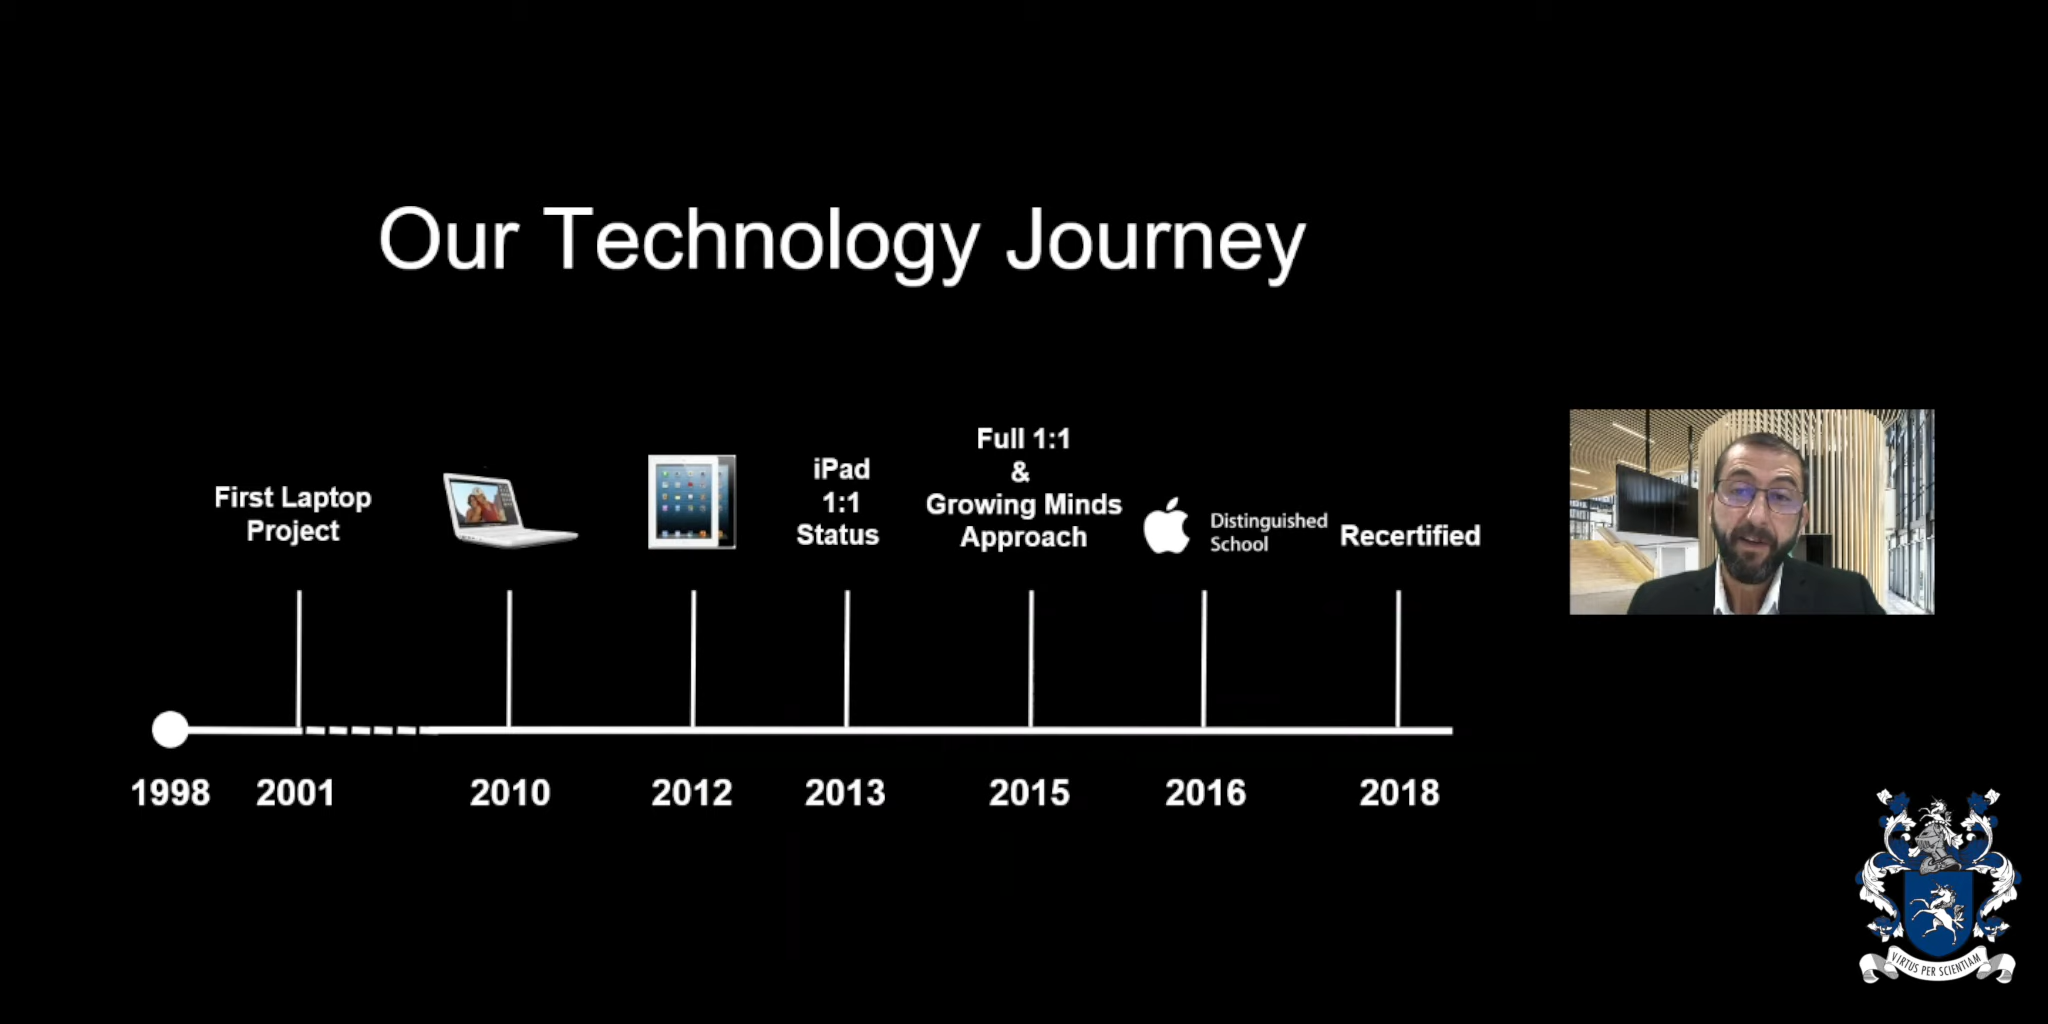 Our Technology Journey
First Laptop
Project
iPad
1:1
Status
Full 1:1
&
Growing Minds
Approach
Distinguished
School
Recertified
1998
2001
2010
2012
2013
2015
2016
2018
VIRTUS PER SCIENTIAM